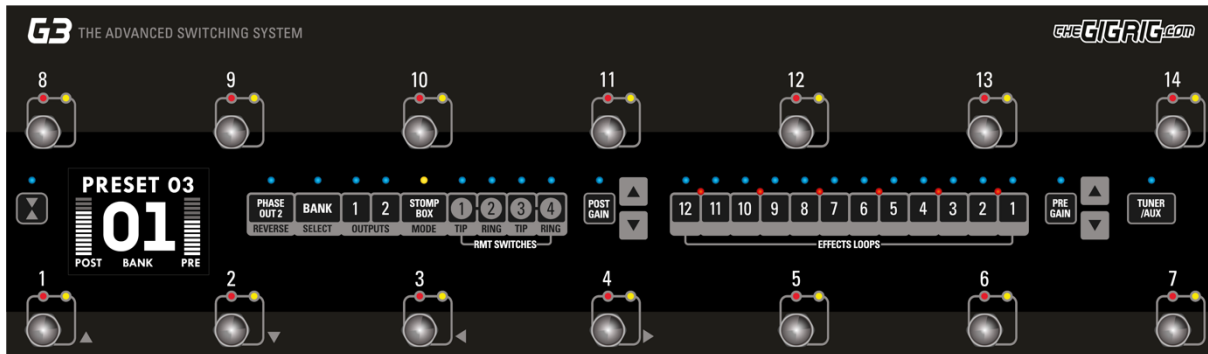 G3 THE ADVANCED SWITCHING SYSTEM
THEGIGRIG.COM
8 9 10 11 12 13 14
PRESET 03
01
POST BANK PRE
PHASE OUT 2 BANK 1 2 STOMP BOX 1 2 3 4
REVERSE SELECT OUTPUTS MODE TIP RING TIP RING
RMT SWITCHES
POST GAIN
12 11 10 9 8 7 6 5 4 3 2 1
EFFECTS LOOPS
PRE GAIN
TUNER /AUX
1 2 3 4 5 6 7